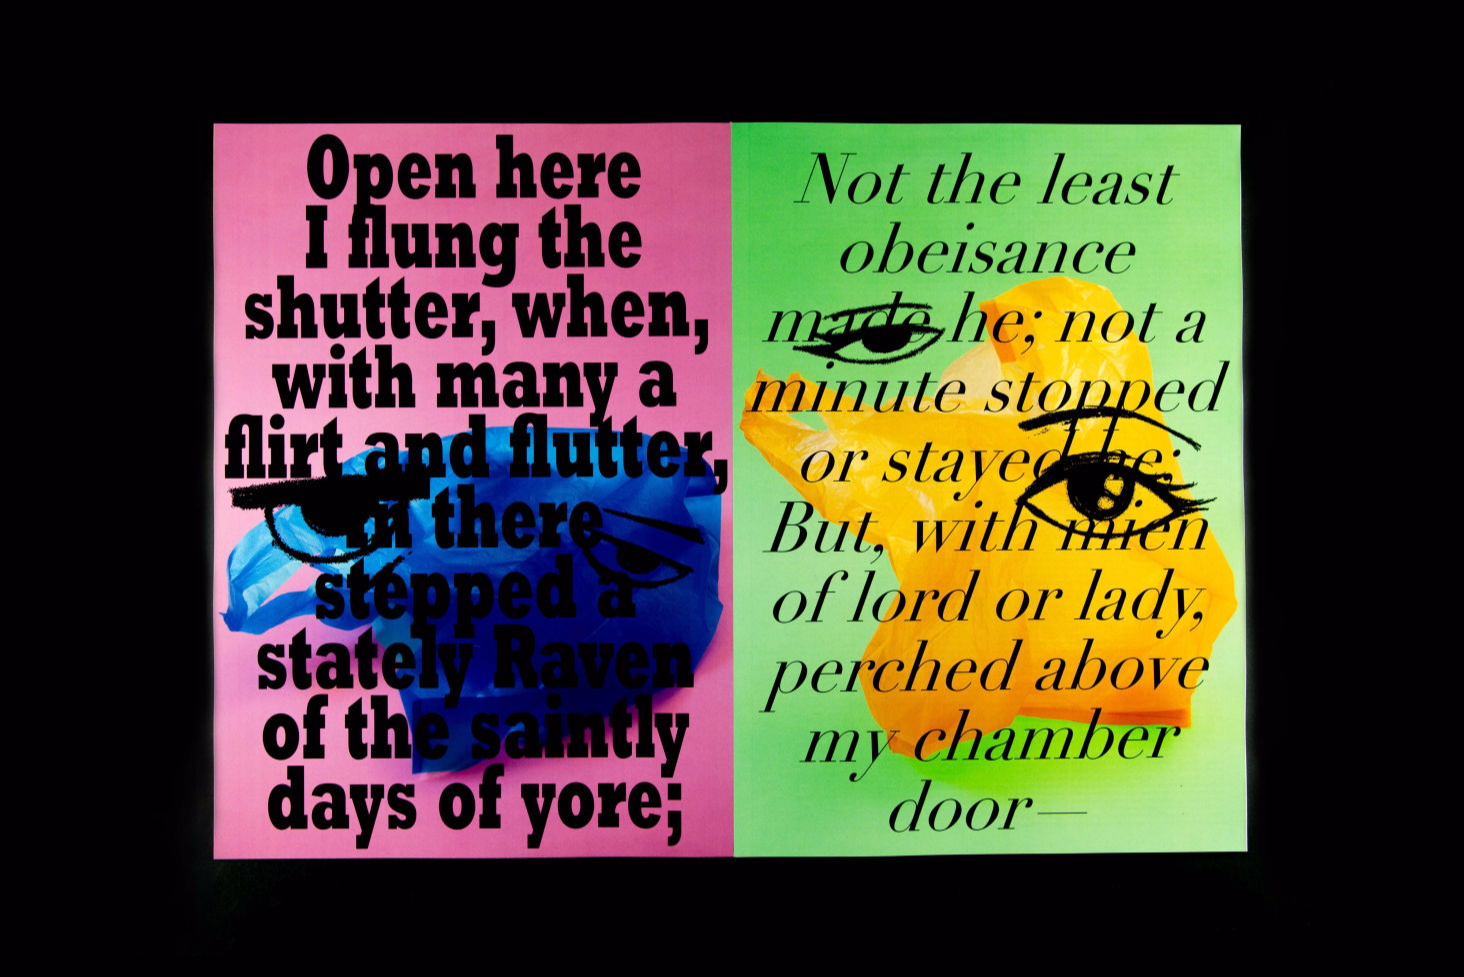 Open here
I flung the
shutter, when,
with many a
flirt and flutter,
in there
stepped a
stately Raven
of the saintly
days of yore;
Not the least
obeisance
made he; not a
minute stopped
or stayed he;
But, with mien
of lord or lady,
perched above
my chamber
door—